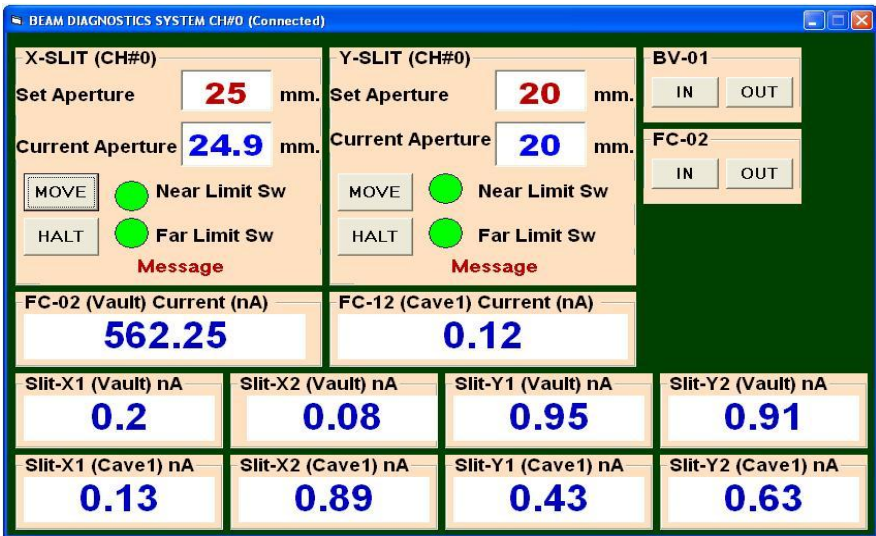 BEAM DIAGNOSTICS SYSTEM CH#0 (Connected)
X-SLIT (CH#0)
Set Aperture 25 mm.
Current Aperture 24.9 mm.
MOVE Near Limit Sw
HALT Far Limit Sw
Message
Y-SLIT (CH#0)
Set Aperture 20 mm.
Current Aperture 20 mm.
MOVE Near Limit Sw
HALT Far Limit Sw
Message
BV-01
IN OUT
FC-02
IN OUT
FC-02 (Vault) Current (nA)
562.25
FC-12 (Cave1) Current (nA)
0.12
Slit-X1 (Vault) nA
0.2
Slit-X2 (Vault) nA
0.08
Slit-Y1 (Vault) nA
0.95
Slit-Y2 (Vault) nA
0.91
Slit-X1 (Cave1) nA
0.13
Slit-X2 (Cave1) nA
0.89
Slit-Y1 (Cave1) nA
0.43
Slit-Y2 (Cave1) nA
0.63